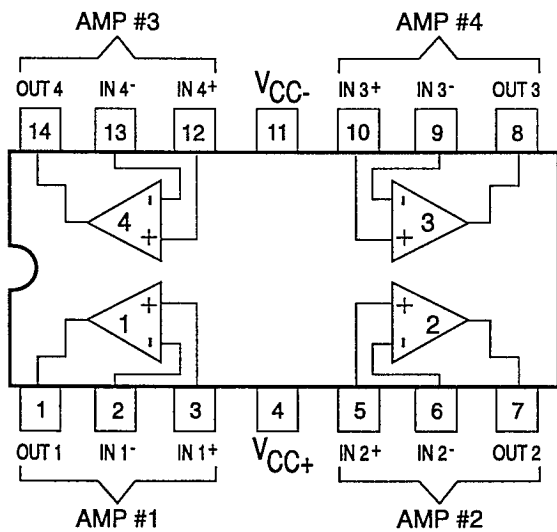 AMP #3 AMP #4
OUT 4 IN 4- IN 4+ VCC- IN 3+ IN 3- OUT 3
14 13 12 11 10 9 8
- + 4 - + 3
+ - 1 + - 2
1 2 3 4 5 6 7
OUT 1 IN 1- IN 1+ VCC+ IN 2+ IN 2- OUT 2
AMP #1 AMP #2